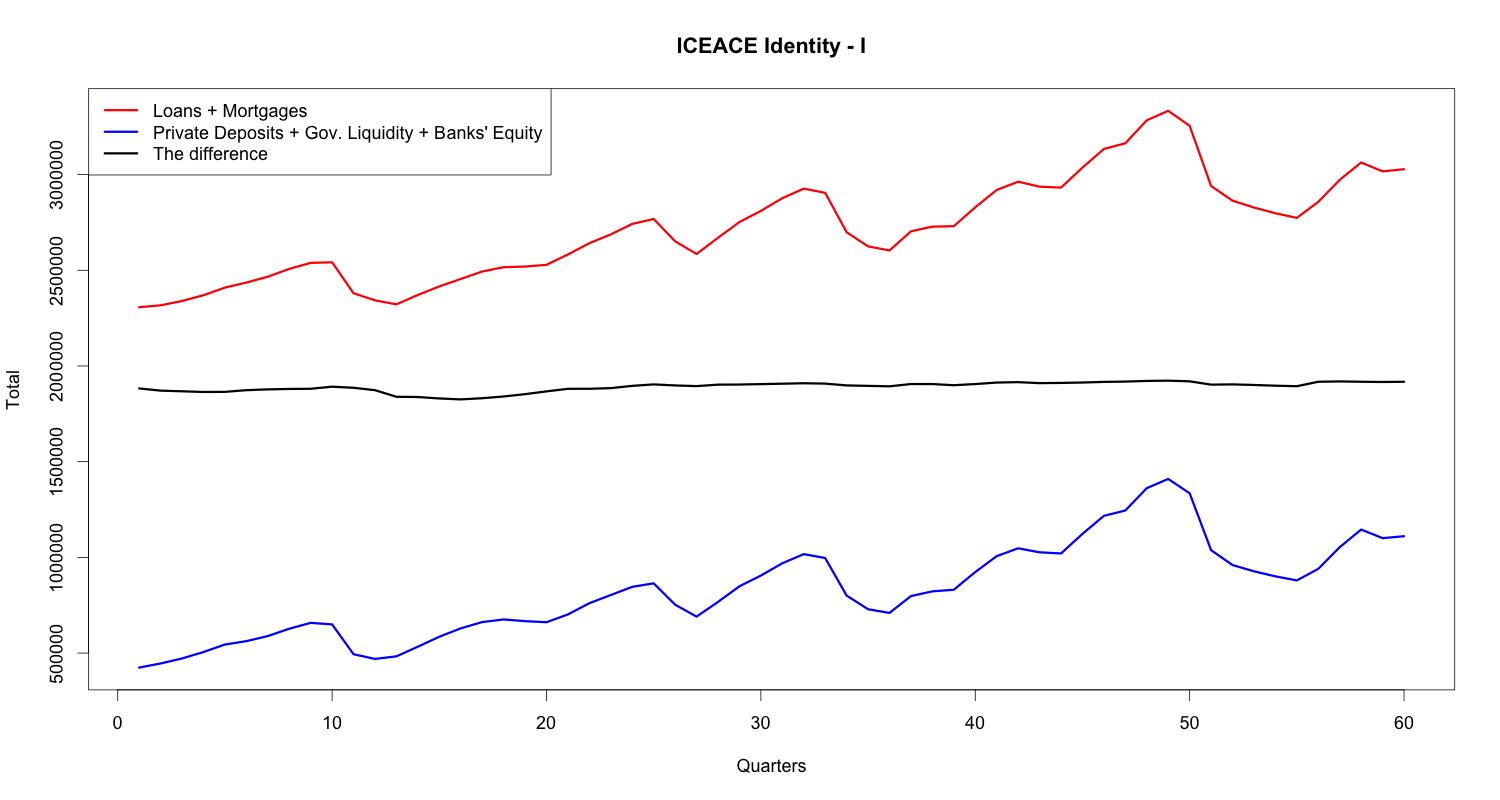 ICEACE Identity - I
Loans + Mortgages
Private Deposits + Gov. Liquidity + Banks' Equity
The difference
Total
3000000
2500000
2000000
1500000
1000000
500000
0 10 20 30 40 50 60
Quarters